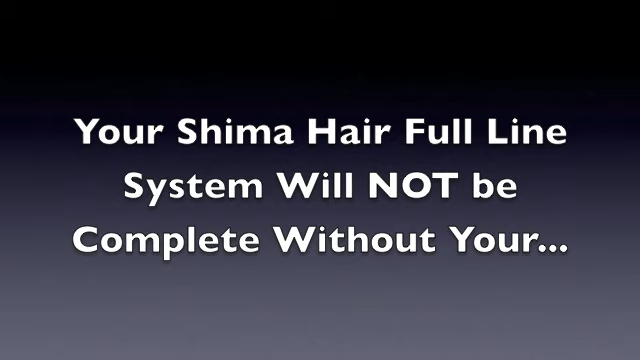 Your Shima Hair Full Line
System Will NOT be
Complete Without Your...